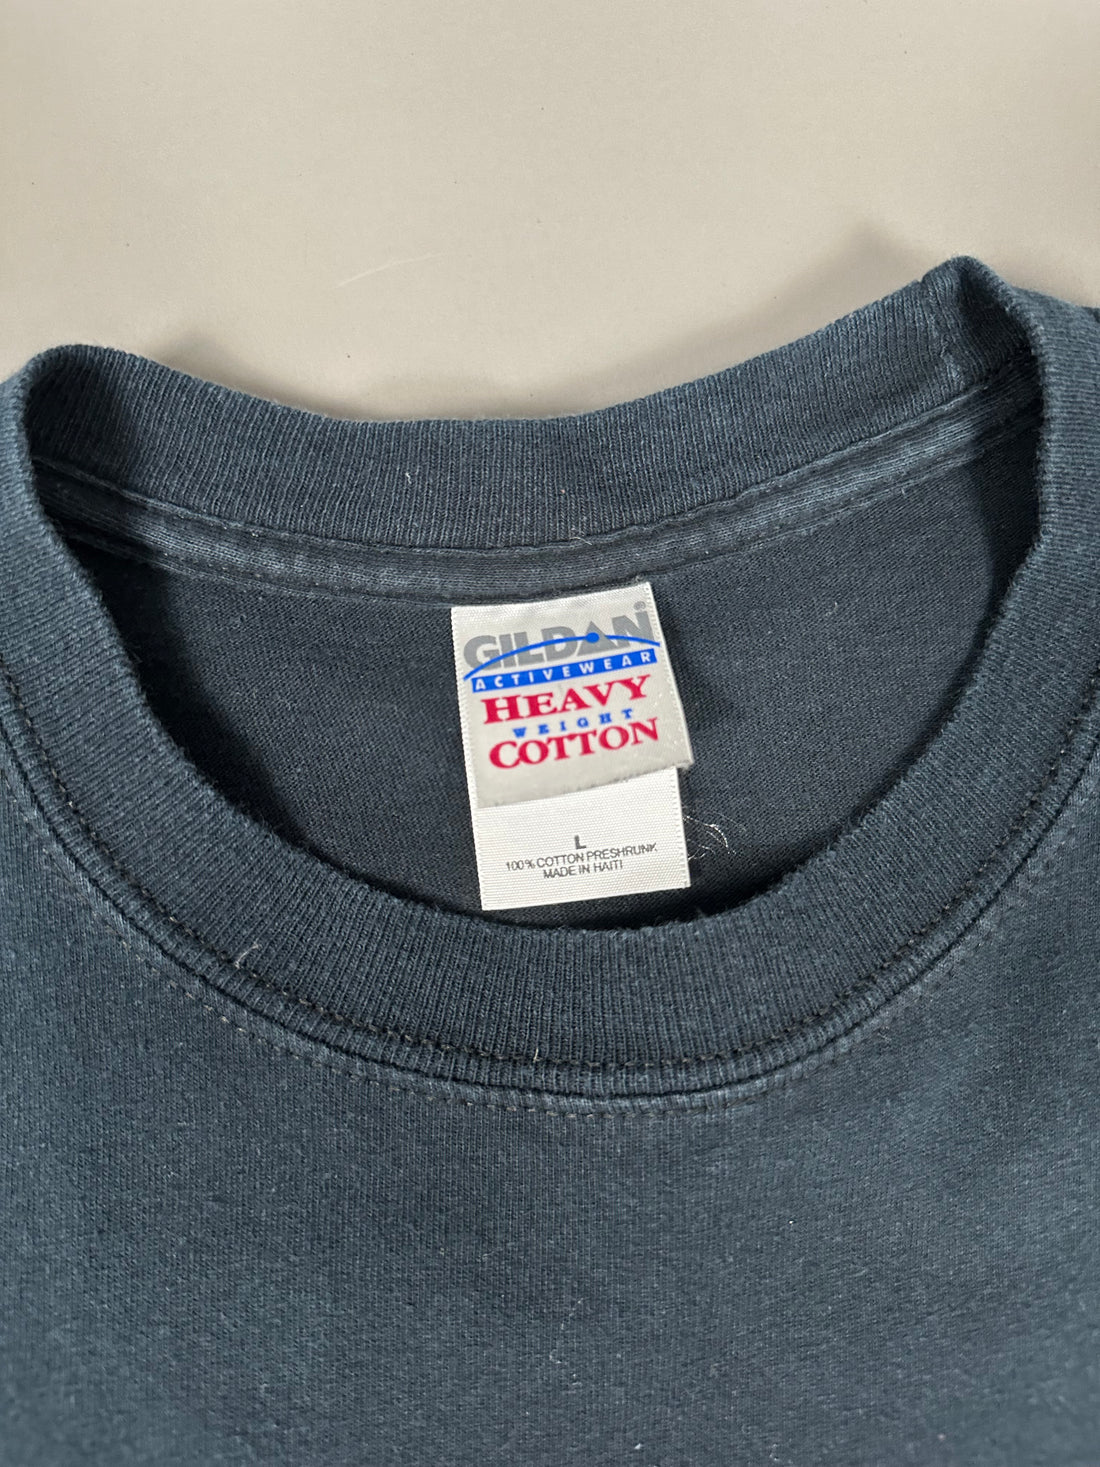 GILDAN
ACTIVEWEAR
HEAVY
WEIGHT
COTTON
L
100% COTTON PRESHRUNK
MADE IN HAITI